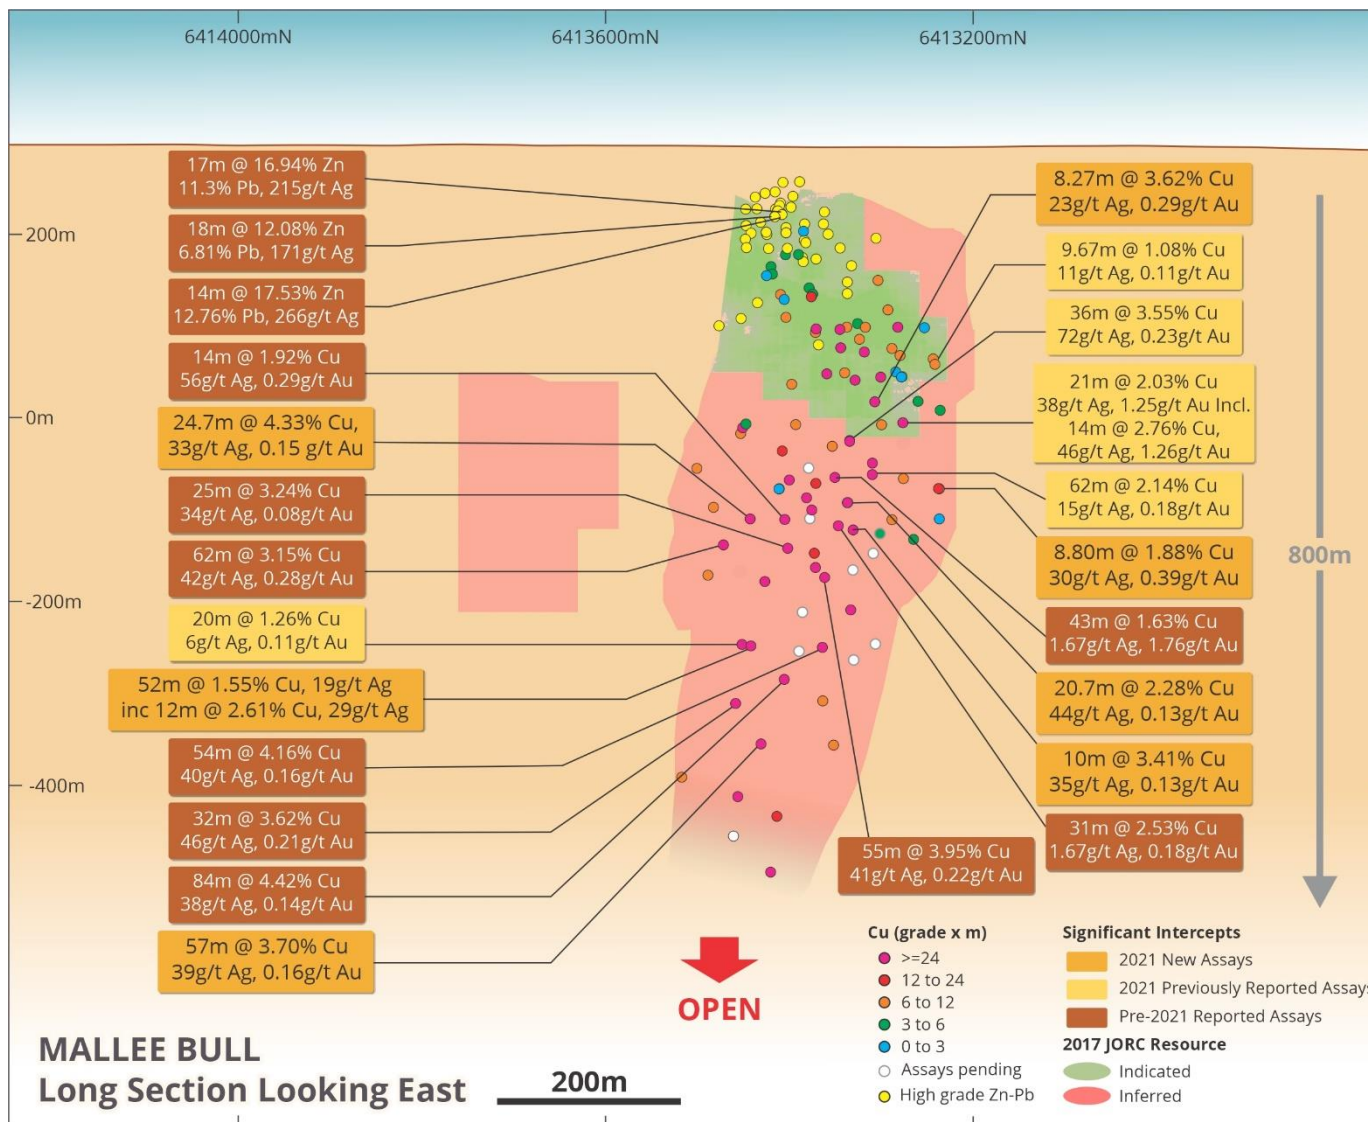 6414000mN
6413600mN
6413200mN
200m
0m
-200m
-400m
17m @ 16.94% Zn
11.3% Pb, 215g/t Ag
18m @ 12.08% Zn
6.81% Pb, 171g/t Ag
14m @ 17.53% Zn
12.76% Pb, 266g/t Ag
14m @ 1.92% Cu
56g/t Ag, 0.29g/t Au
24.7m @ 4.33% Cu,
33g/t Ag, 0.15 g/t Au
25m @ 3.24% Cu
34g/t Ag, 0.08g/t Au
62m @ 3.15% Cu
42g/t Ag, 0.28g/t Au
20m @ 1.26% Cu
6g/t Ag, 0.11g/t Au
52m @ 1.55% Cu, 19g/t Ag
inc 12m @ 2.61% Cu, 29g/t Ag
54m @ 4.16% Cu
40g/t Ag, 0.16g/t Au
32m @ 3.62% Cu
46g/t Ag, 0.21g/t Au
84m @ 4.42% Cu
38g/t Ag, 0.14g/t Au
57m @ 3.70% Cu
39g/t Ag, 0.16g/t Au
8.27m @ 3.62% Cu
23g/t Ag, 0.29g/t Au
9.67m @ 1.08% Cu
11g/t Ag, 0.11g/t Au
36m @ 3.55% Cu
72g/t Ag, 0.23g/t Au
21m @ 2.03% Cu
38g/t Ag, 1.25g/t Au Incl.
14m @ 2.76% Cu,
46g/t Ag, 1.26g/t Au
62m @ 2.14% Cu
15g/t Ag, 0.18g/t Au
8.80m @ 1.88% Cu
30g/t Ag, 0.39g/t Au
43m @ 1.63% Cu
1.67g/t Ag, 1.76g/t Au
20.7m @ 2.28% Cu
44g/t Ag, 0.13g/t Au
10m @ 3.41% Cu
35g/t Ag, 0.13g/t Au
31m @ 2.53% Cu
1.67g/t Ag, 0.18g/t Au
55m @ 3.95% Cu
41g/t Ag, 0.22g/t Au
800m
OPEN
Cu (grade x m)
>=24
12 to 24
6 to 12
3 to 6
0 to 3
Assays pending
High grade Zn-Pb
Significant Intercepts
2021 New Assays
2021 Previously Reported Assays
Pre-2021 Reported Assays
2017 JORC Resource
Indicated
Inferred
MALLEE BULL
Long Section Looking East
200m